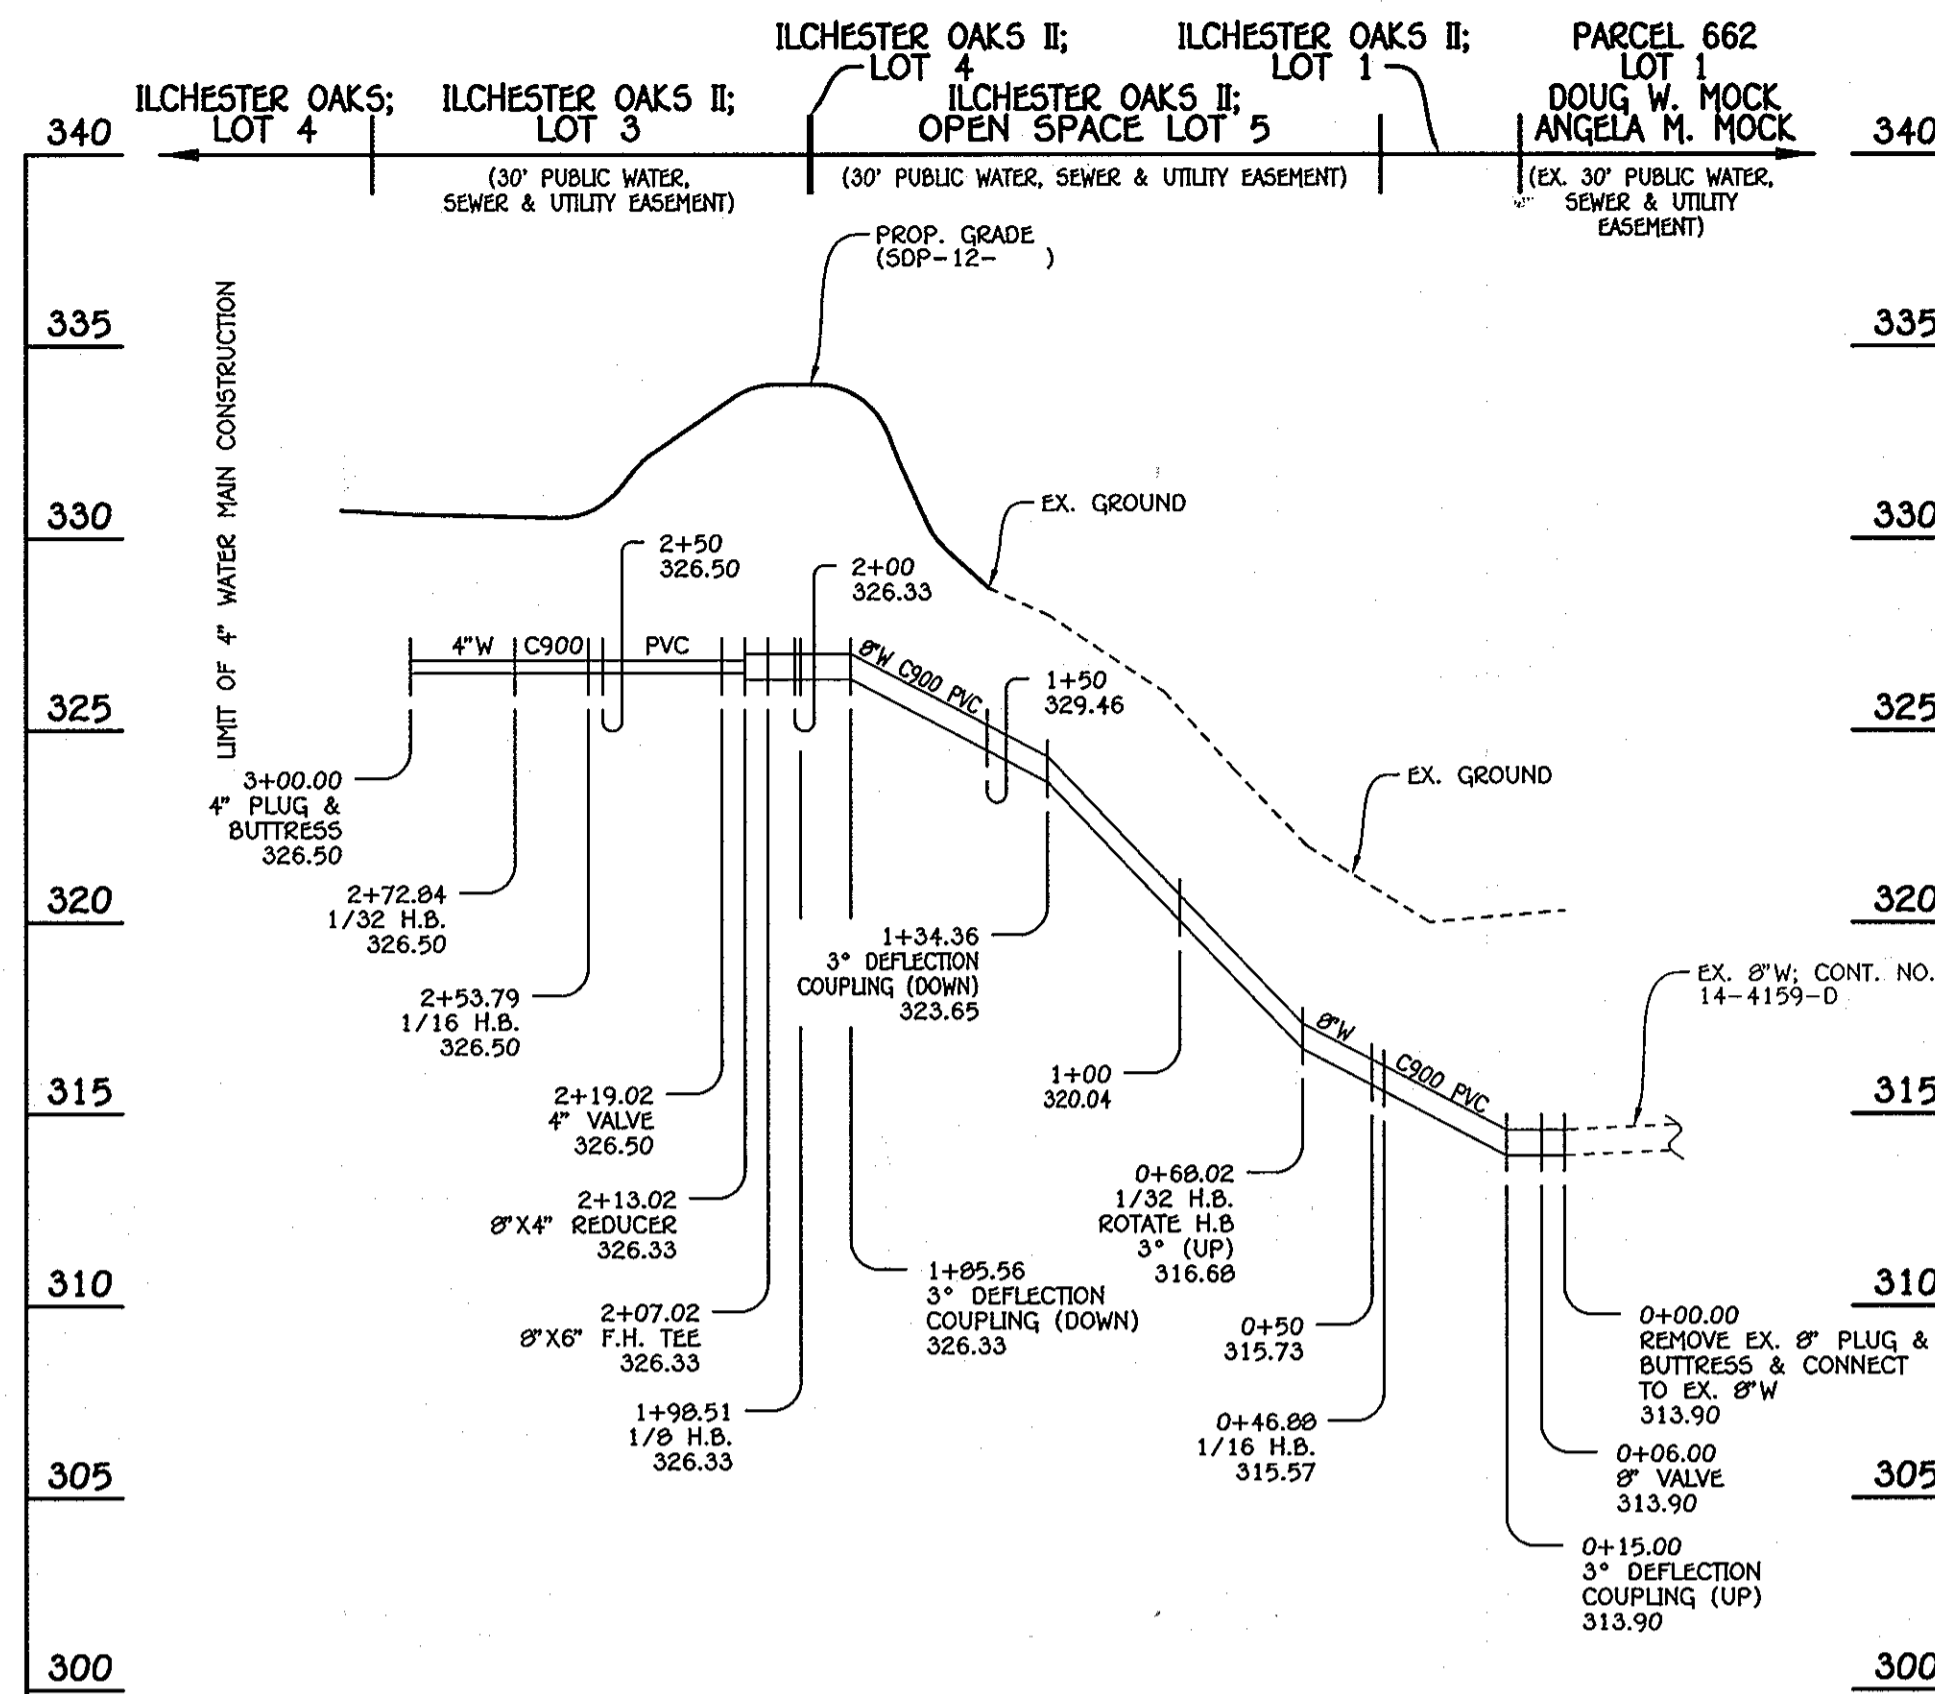 ILCHESTER OAKS II;
LOT 4
ILCHESTER OAKS II;
LOT 1
PARCEL 662
LOT 1
DOUG W. MOCK
ANGELA M. MOCK
ILCHESTER OAKS;
LOT 4
ILCHESTER OAKS II;
LOT 3
ILCHESTER OAKS II;
OPEN SPACE LOT 5
340
340
(30' PUBLIC WATER,
SEWER & UTILITY EASEMENT)
(30' PUBLIC WATER, SEWER & UTILITY EASEMENT)
(EX. 30' PUBLIC WATER,
SEWER & UTILITY
EASEMENT)
PROP. GRADE
(SDP-12-     )
LIMIT OF 4" WATER MAIN CONSTRUCTION
335
335
EX. GROUND
330
330
2+50
326.50
2+00
326.33
4"W C900 PVC
8"W C900 PVC
1+50
329.46
325
325
3+00.00
4" PLUG &
BUTTRESS
326.50
EX. GROUND
2+72.84
1/32 H.B.
326.50
320
320
1+34.36
3° DEFLECTION
COUPLING (DOWN)
323.65
EX. 8"W; CONT. NO.
14-4159-D
2+53.79
1/16 H.B.
326.50
8"W C900 PVC
1+00
320.04
315
315
2+19.02
4" VALVE
326.50
0+68.02
1/32 H.B.
ROTATE H.B
3° (UP)
316.68
2+13.02
8"X4" REDUCER
326.33
1+85.56
3° DEFLECTION
COUPLING (DOWN)
326.33
310
310
2+07.02
8"X6" F.H. TEE
326.33
0+50
315.73
0+00.00
REMOVE EX. 8" PLUG &
BUTTRESS & CONNECT
TO EX. 8"W
313.90
1+98.51
1/8 H.B.
326.33
0+46.88
1/16 H.B.
315.57
0+06.00
8" VALVE
313.90
305
305
0+15.00
3° DEFLECTION
COUPLING (UP)
313.90
300
300